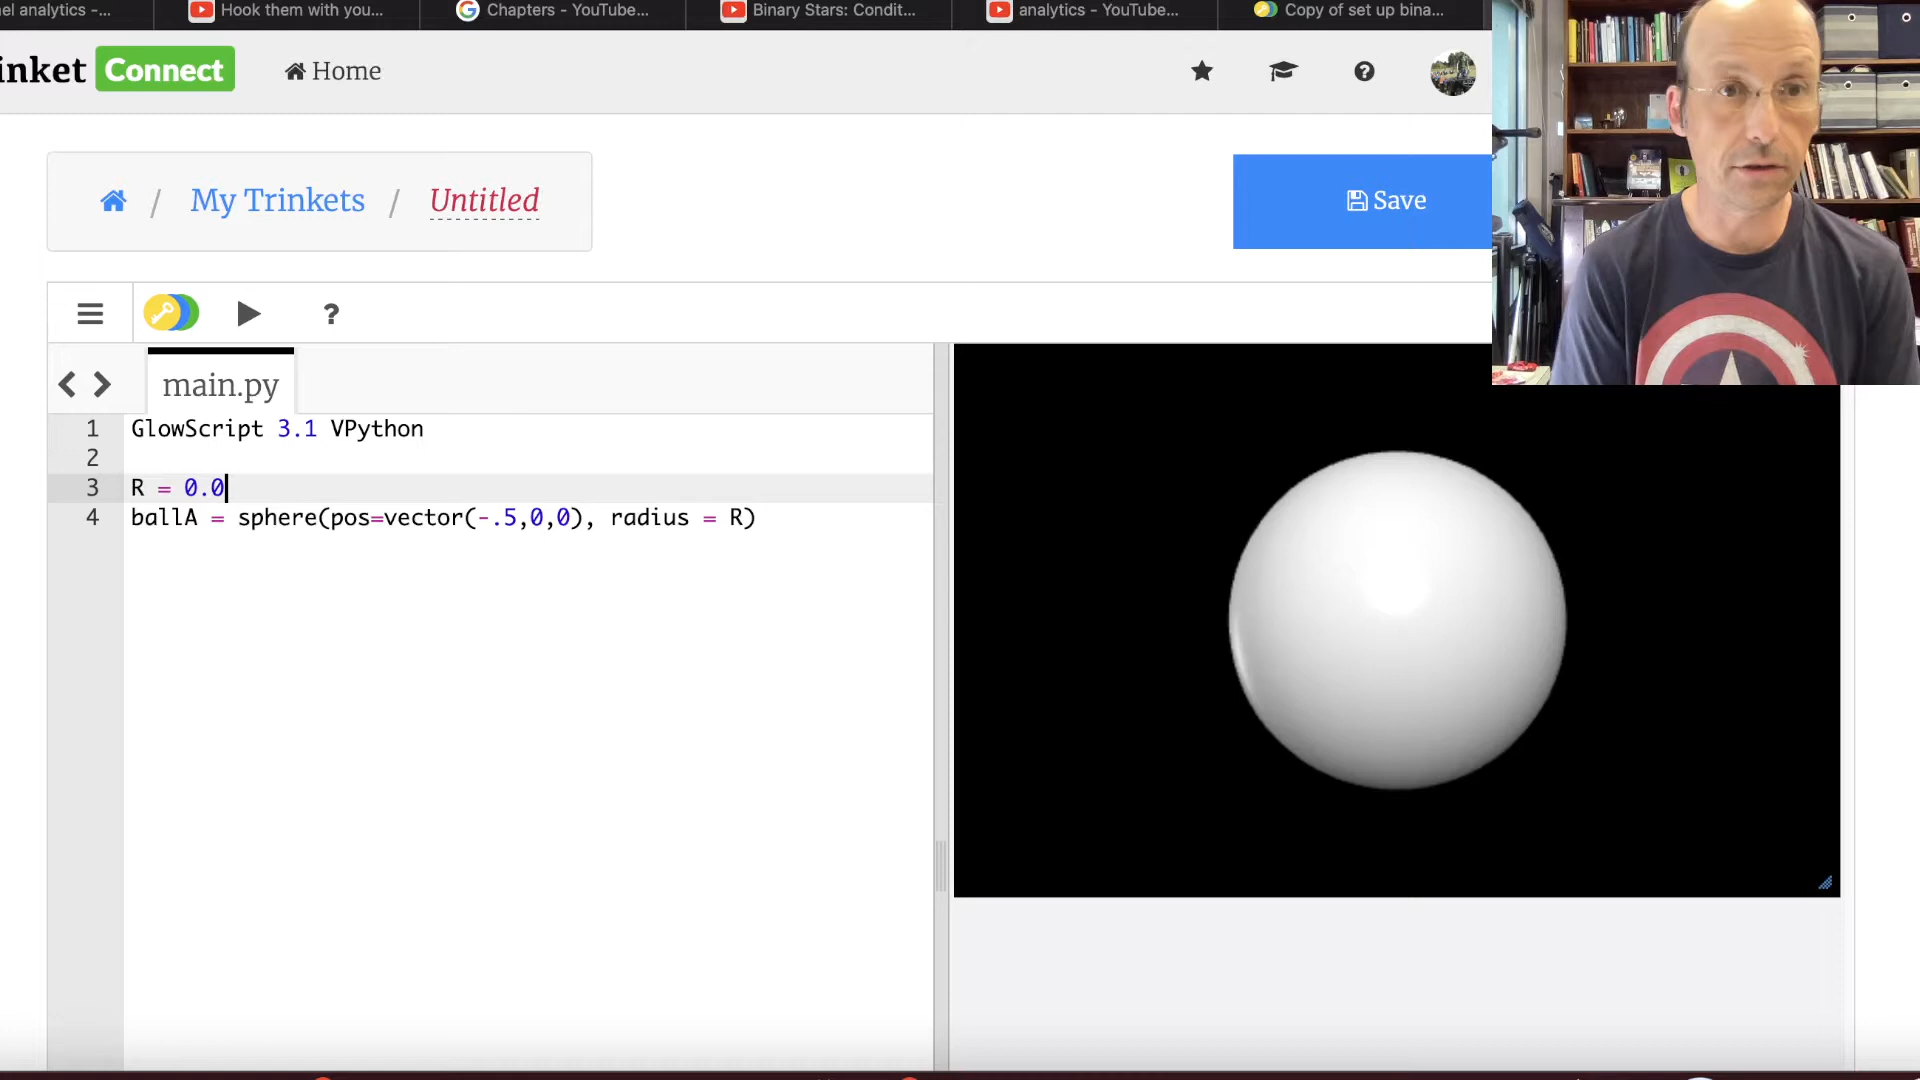 el analytics -...
Hook them with you...
Chapters - YouTube...
Binary Stars: Condit...
analytics - YouTube...
Copy of set up bina...
inket Connect
Home
/ My Trinkets / Untitled
Save
?
main.py
1 GlowScript 3.1 VPython
2
3 R = 0.0
4 ballA = sphere(pos=vector(-.5,0,0), radius = R)